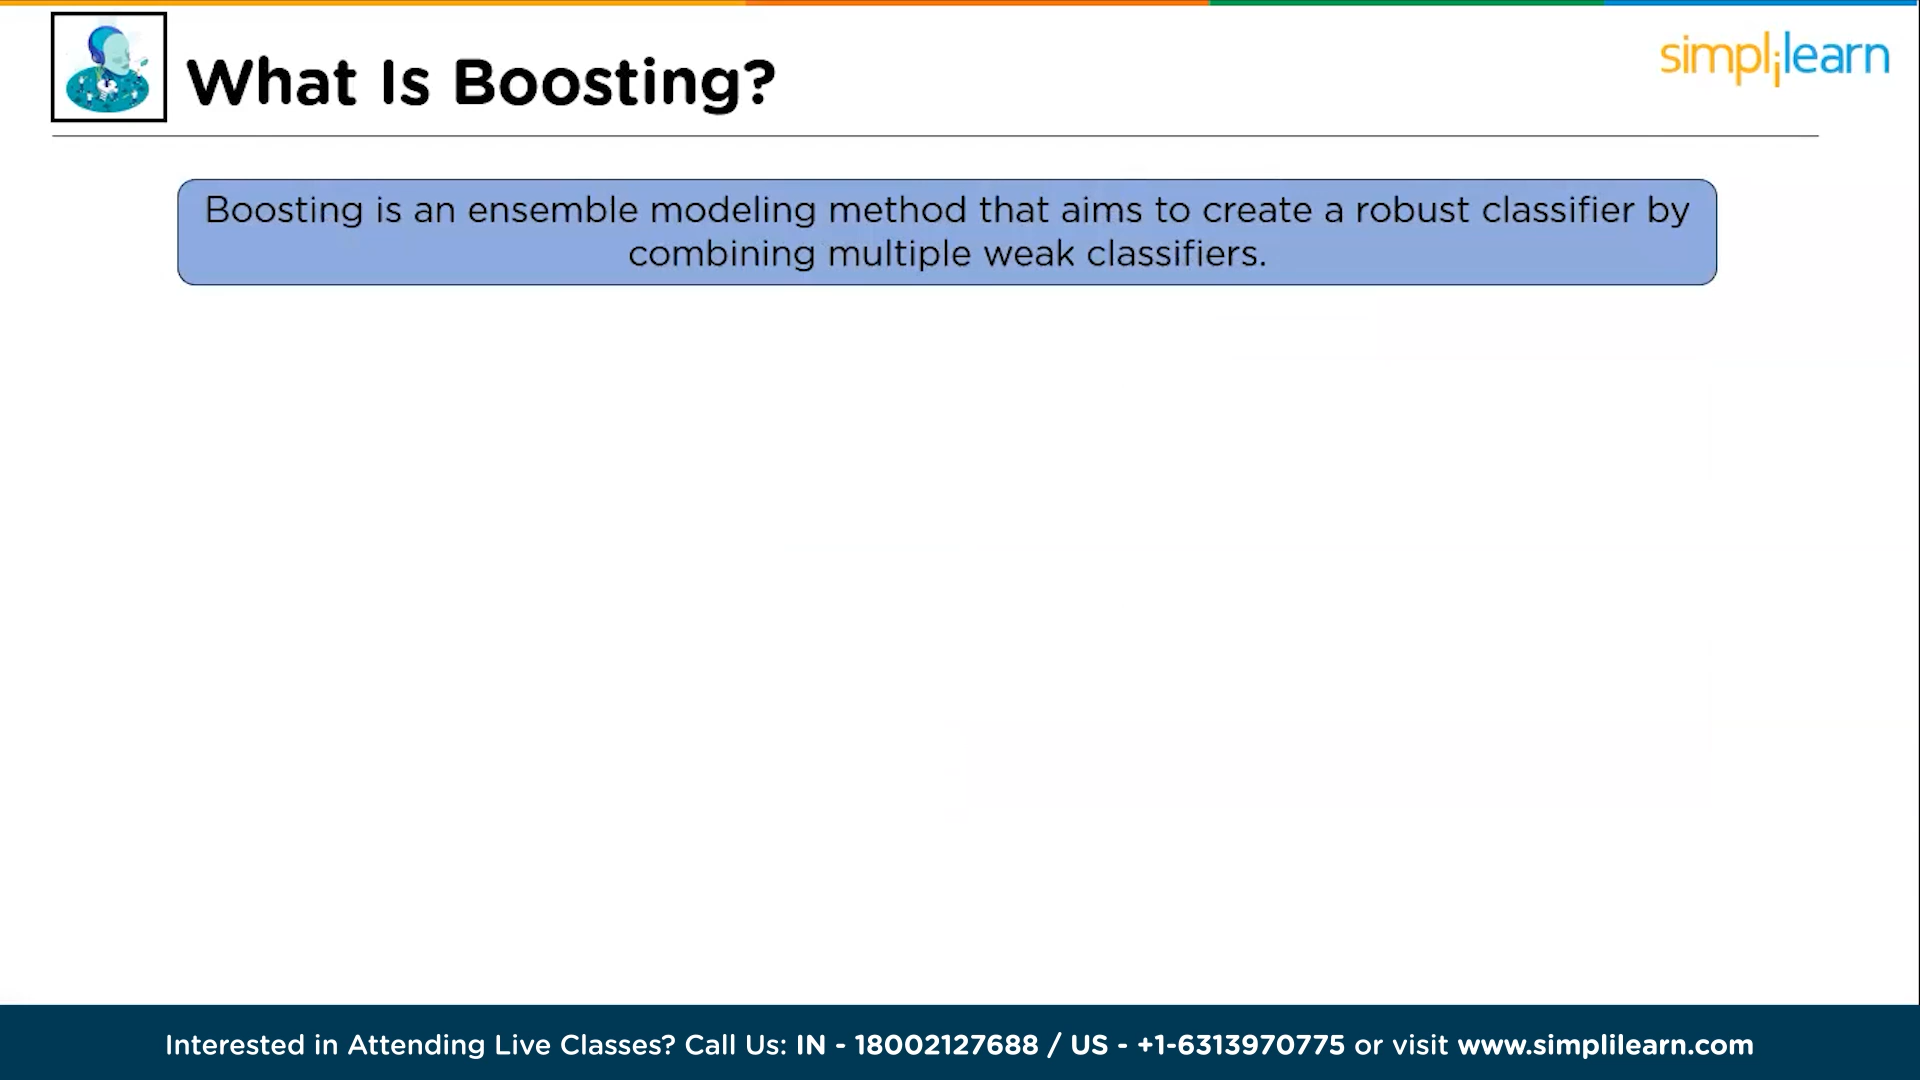 What Is Boosting?
simplilearn
Boosting is an ensemble modeling method that aims to create a robust classifier by
combining multiple weak classifiers.
Interested in Attending Live Classes? Call Us: IN - 18002127688 / US - +1-6313970775 or visit www.simplilearn.com